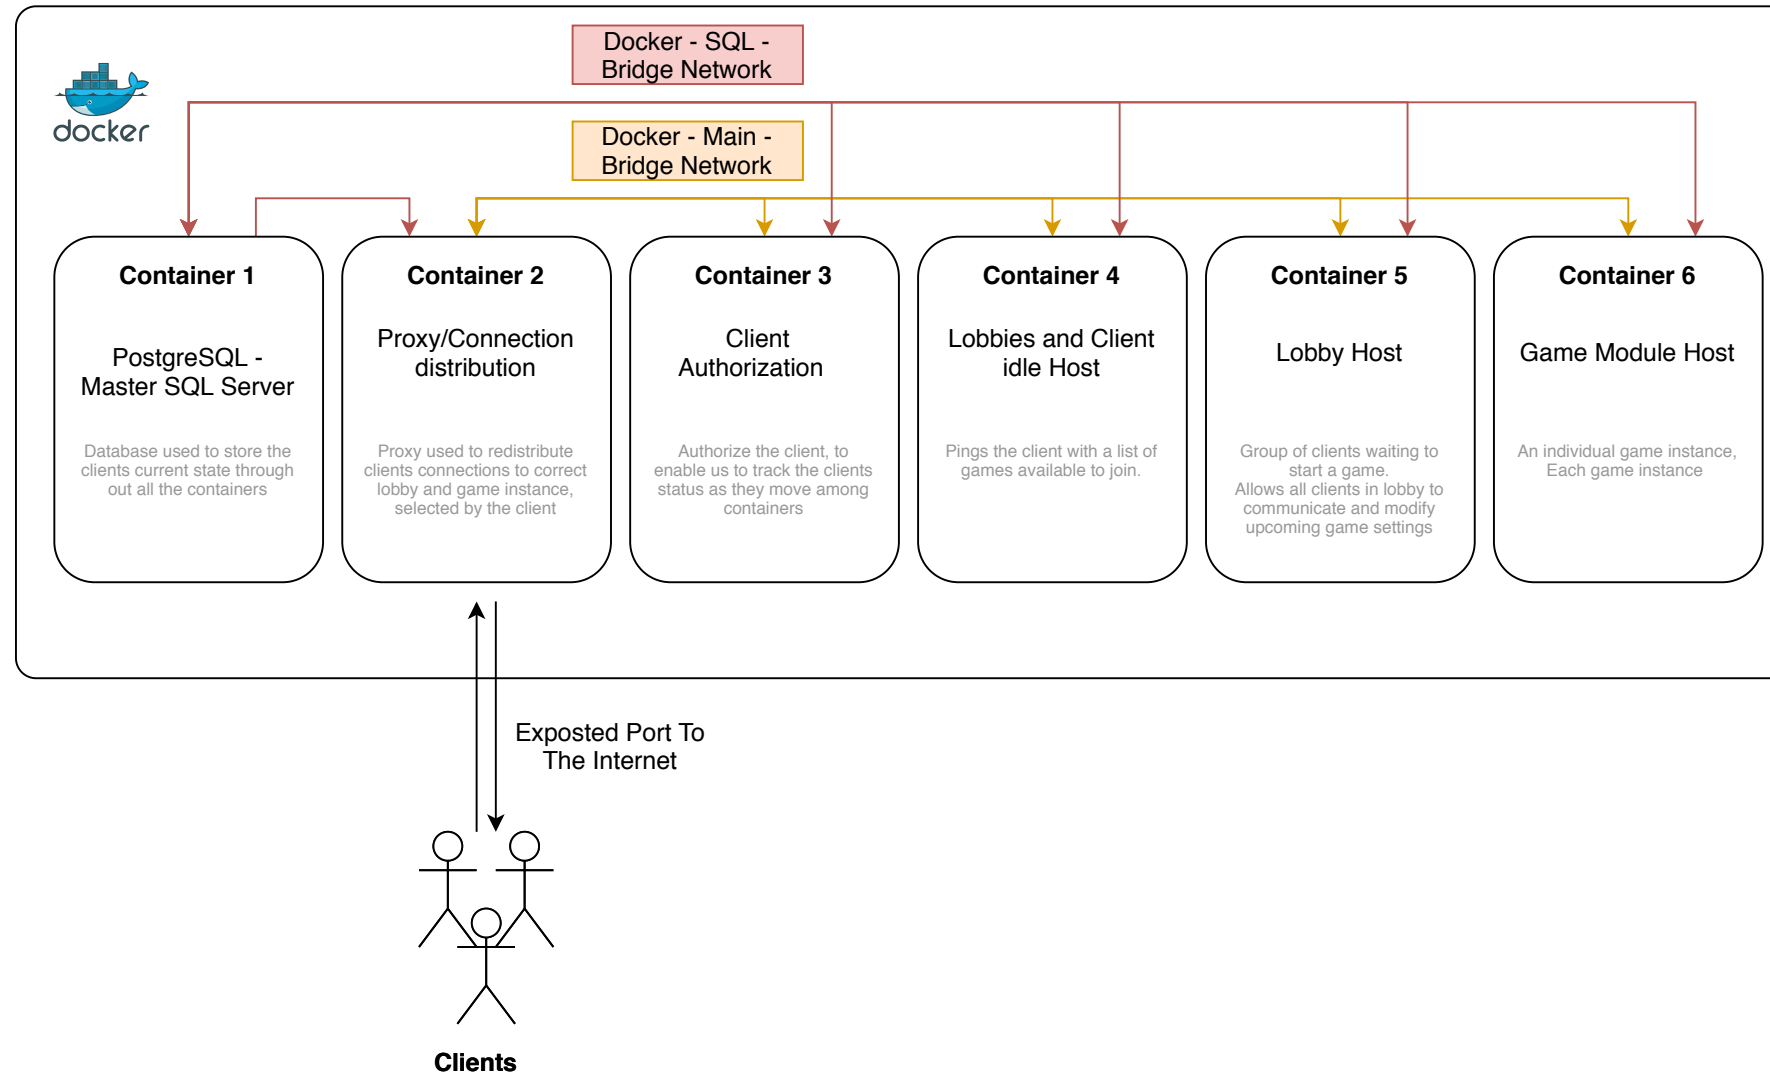 Docker - SQL -
Bridge Network
docker
Docker - Main -
Bridge Network
Container 1
PostgreSQL -
Master SQL Server
Database used to store the
clients current state through
out all the containers
Container 2
Proxy/Connection
distribution
Proxy used to redistribute
clients connections to correct
lobby and game instance,
selected by the client
Container 3
Client
Authorization
Authorize the client, to
enable us to track the clients
status as they move among
containers
Container 4
Lobbies and Client
idle Host
Pings the client with a list of
games available to join.
Container 5
Lobby Host
Group of clients waiting to
start a game.
Allows all clients in lobby to
communicate and modify
upcoming game settings
Container 6
Game Module Host
An individual game instance,
Each game instance
Exposed Port To
The Internet
Clients